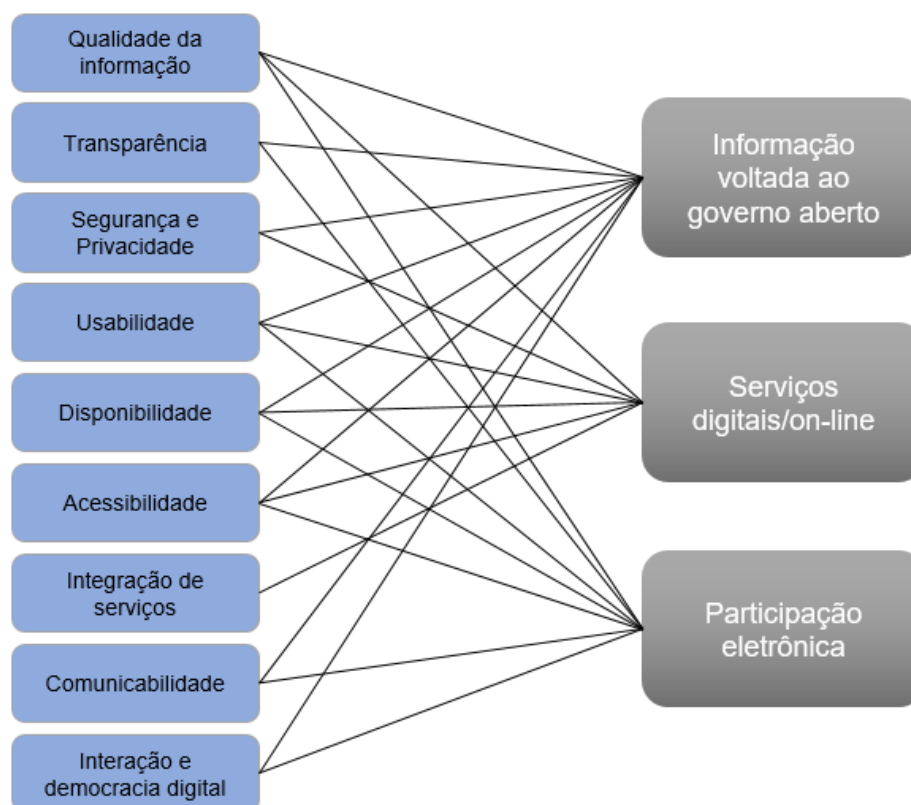 Qualidade da
informação
Transparência
Segurança e
Privacidade
Usabilidade
Disponibilidade
Acessibilidade
Integração de
serviços
Comunicabilidade
Interação e
democracia digital
Informação
voltada ao
governo aberto
Serviços
digitais/on-line
Participação
eletrônica